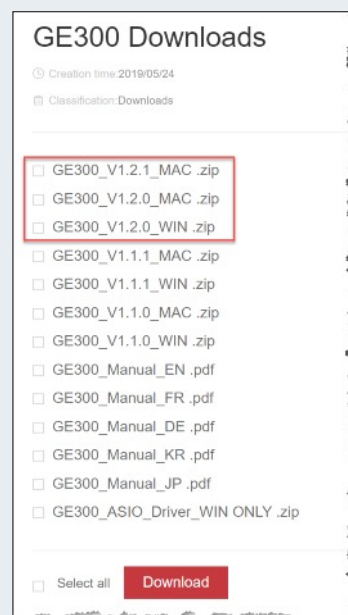 GE300 Downloads
Creation time:2019/05/24
Classification:Downloads
GE300_V1.2.1_MAC .zip
GE300_V1.2.0_MAC .zip
GE300_V1.2.0_WIN .zip
GE300_V1.1.1_MAC .zip
GE300_V1.1.1_WIN .zip
GE300_V1.1.0_MAC .zip
GE300_V1.1.0_WIN .zip
GE300_Manual_EN .pdf
GE300_Manual_FR .pdf
GE300_Manual_DE .pdf
GE300_Manual_KR .pdf
GE300_Manual_JP .pdf
GE300_ASIO_Driver_WIN ONLY .zip
Select all
Download